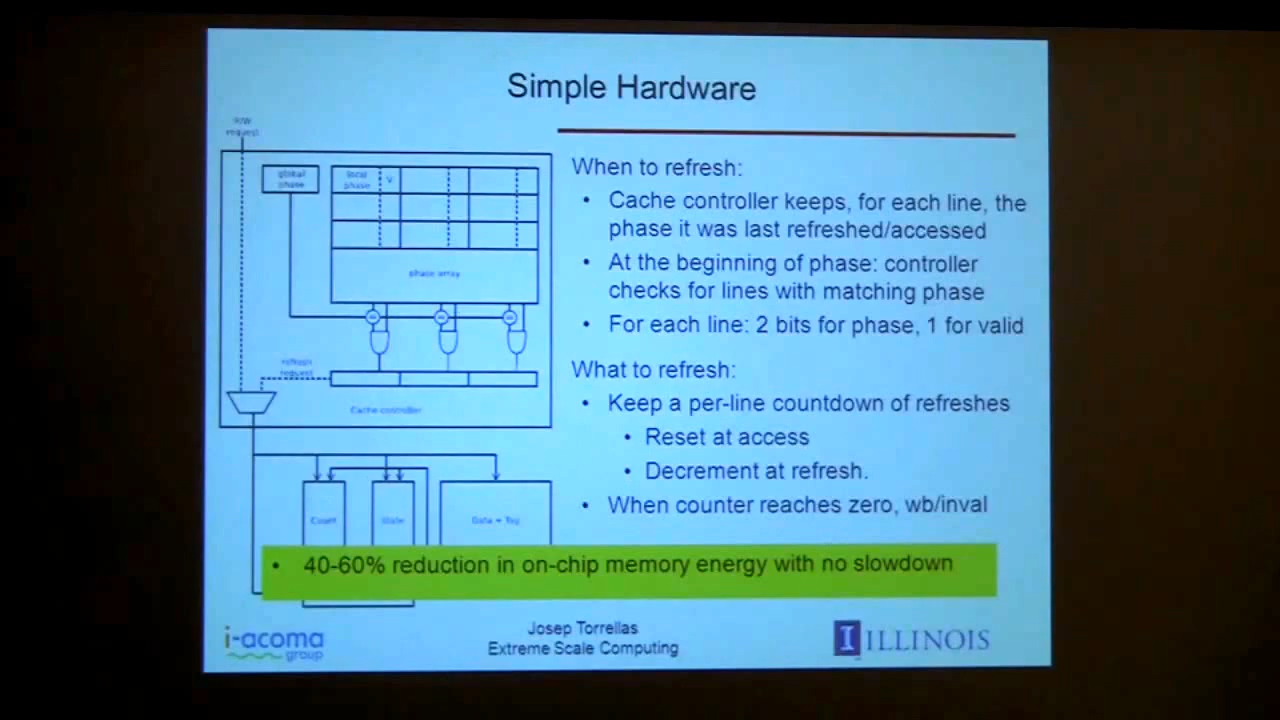 Simple Hardware
R/W
request
global
phase
local
phase
V
phase array
refresh
request
Cache controller
Count
State
Data + Tag
When to refresh:
• Cache controller keeps, for each line, the
phase it was last refreshed/accessed
• At the beginning of phase: controller
checks for lines with matching phase
• For each line: 2 bits for phase, 1 for valid
What to refresh:
• Keep a per-line countdown of refreshes
• Reset at access
• Decrement at refresh.
• When counter reaches zero, wb/inval
• 40-60% reduction in on-chip memory energy with no slowdown
i-acoma
group
Josep Torrellas
Extreme Scale Computing
I ILLINOIS